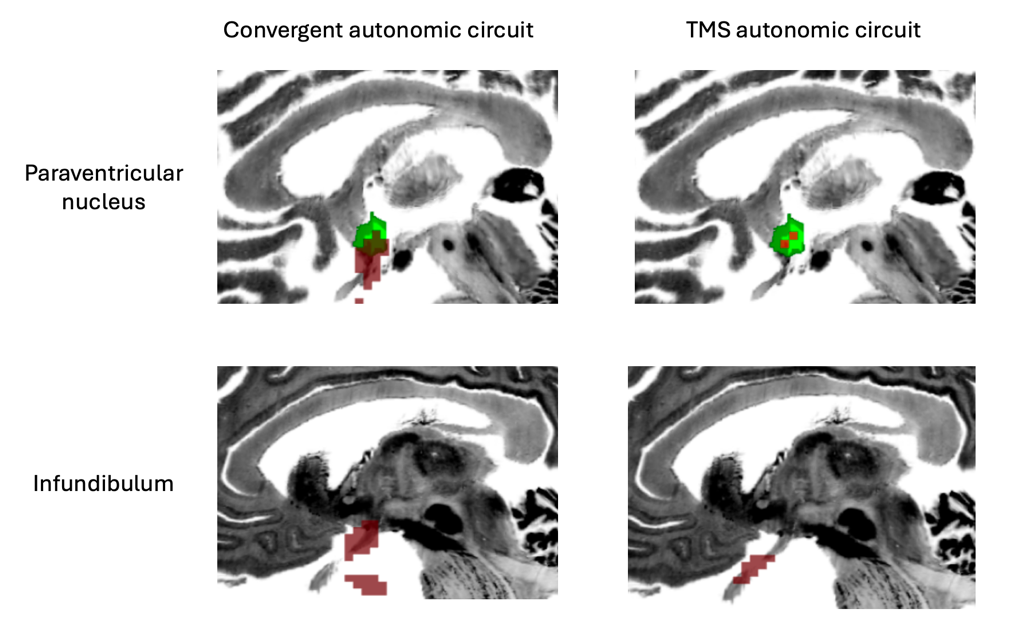 Convergent autonomic circuit
TMS autonomic circuit
Paraventricular
nucleus
Infundibulum